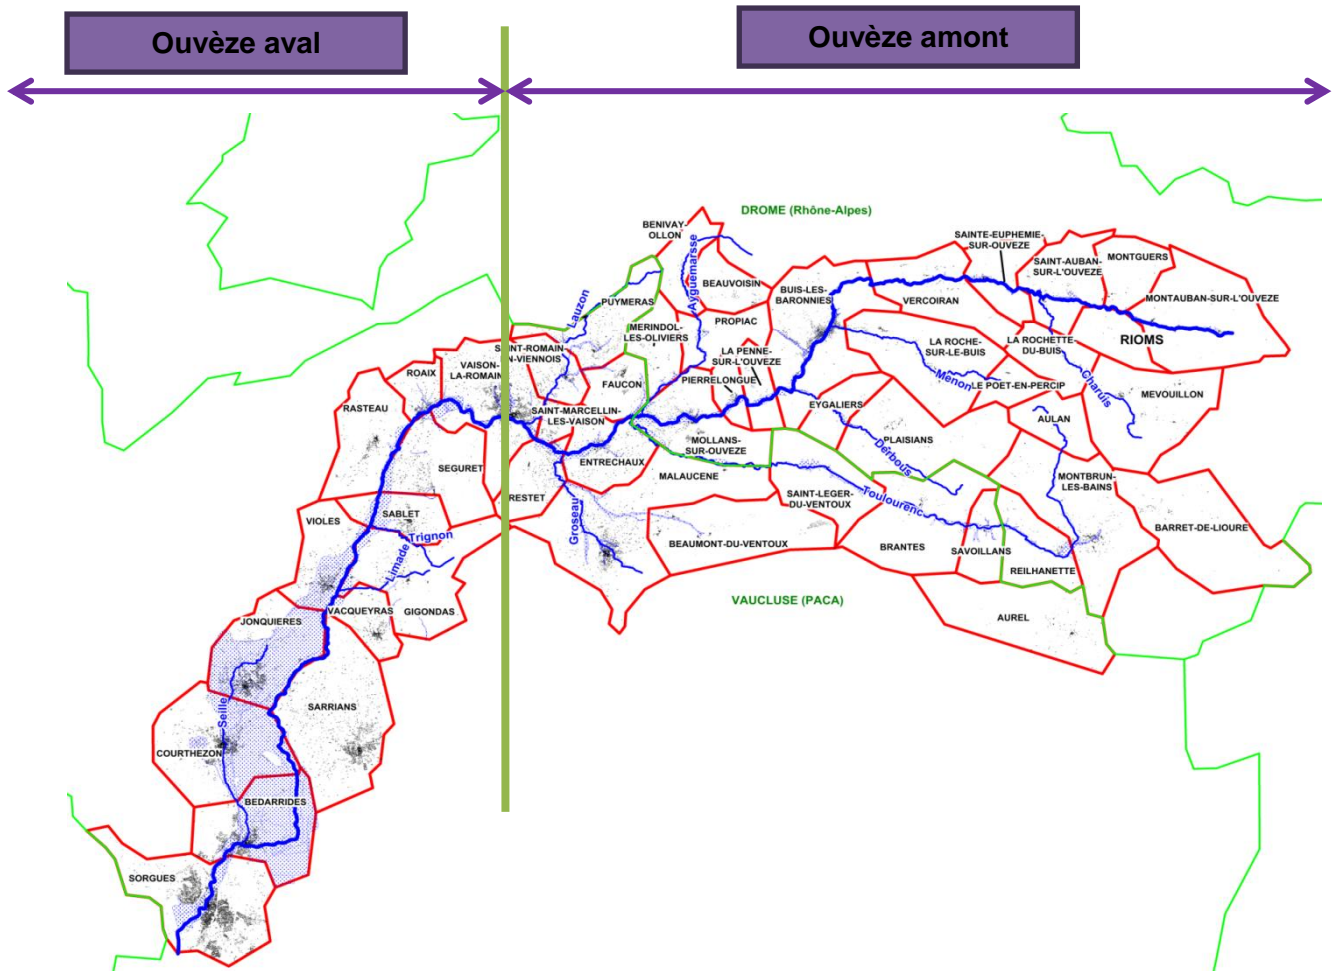 Ouvèze aval
Ouvèze amont
DROME (Rhône-Alpes)
BENIVAY-
OLLON
Ayguemarsse
BEAUVOISIN
BUIS-LES-
BARONNIES
VERCOIRAN
SAINTE-EUPHEMIE-
SUR-OUVEZE
SAINT-AUBAN-
SUR-L'OUVEZE
MONTGUERS
MONTAUBAN-SUR-L'OUVEZE
RIOMS
LA ROCHETTE
DU-BUIS
Charuis
MEVOUILLON
LA ROCHE-
SUR-LE-BUIS
Menon
LE POET-EN-PERCIP
AULAN
PUYMERAS
Lauzon
MERINDOL-
LES-OLIVIERS
PROPIAC
LA PENNE-
SUR-L'OUVEZE
PIERRELONGUE
SAINT-ROMAIN
N-VIENNOIS
VAISON-
LA-ROMAIN
ROAIX
RASTEAU
FAUCON
SAINT-MARCELLIN-
LES-VAISON
EYGALIERS
Derbous
PLAISIANS
MOLLANS-
SUR-OUVEZE
ENTRECHAUX
MALAUCENE
SEGURET
RESTET
Groseau
SAINT-LEGER-
DU-VENTOUX
Toulourenc
MONTBRUN-
LES-BAINS
BARRET-DE-LIOURE
BEAUMONT-DU-VENTOUX
BRANTES
SAVOILLANS
REILHANETTE
AUREL
VAUCLUSE (PACA)
VIOLES
SABLET
Trignon
Limade
VACQUEYRAS
GIGONDAS
JONQUIERES
SARRIANS
Seille
COURTHEZON
BEDARRIDES
SORGUES